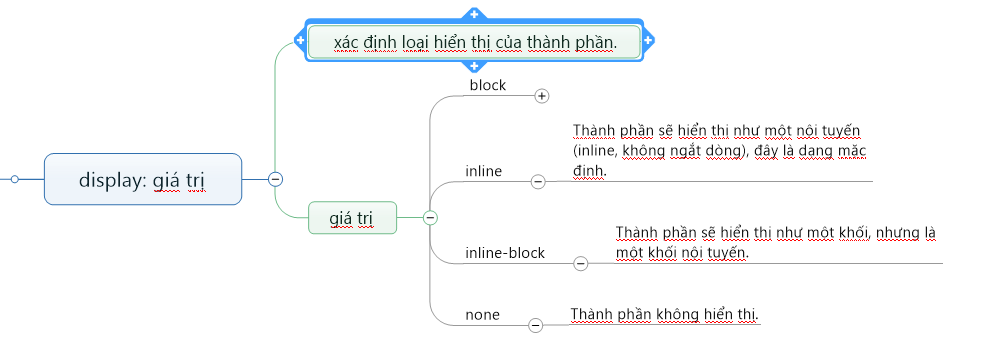 xác định loại hiển thị của thành phần.
block
Thành phần sẽ hiển thị như một nội tuyến
(inline, không ngắt dòng), đây là dạng mặc
định.
inline
display: giá trị
giá trị
Thành phần sẽ hiển thị như một khối, nhưng là
một khối nội tuyến.
inline-block
none
Thành phần không hiển thị.